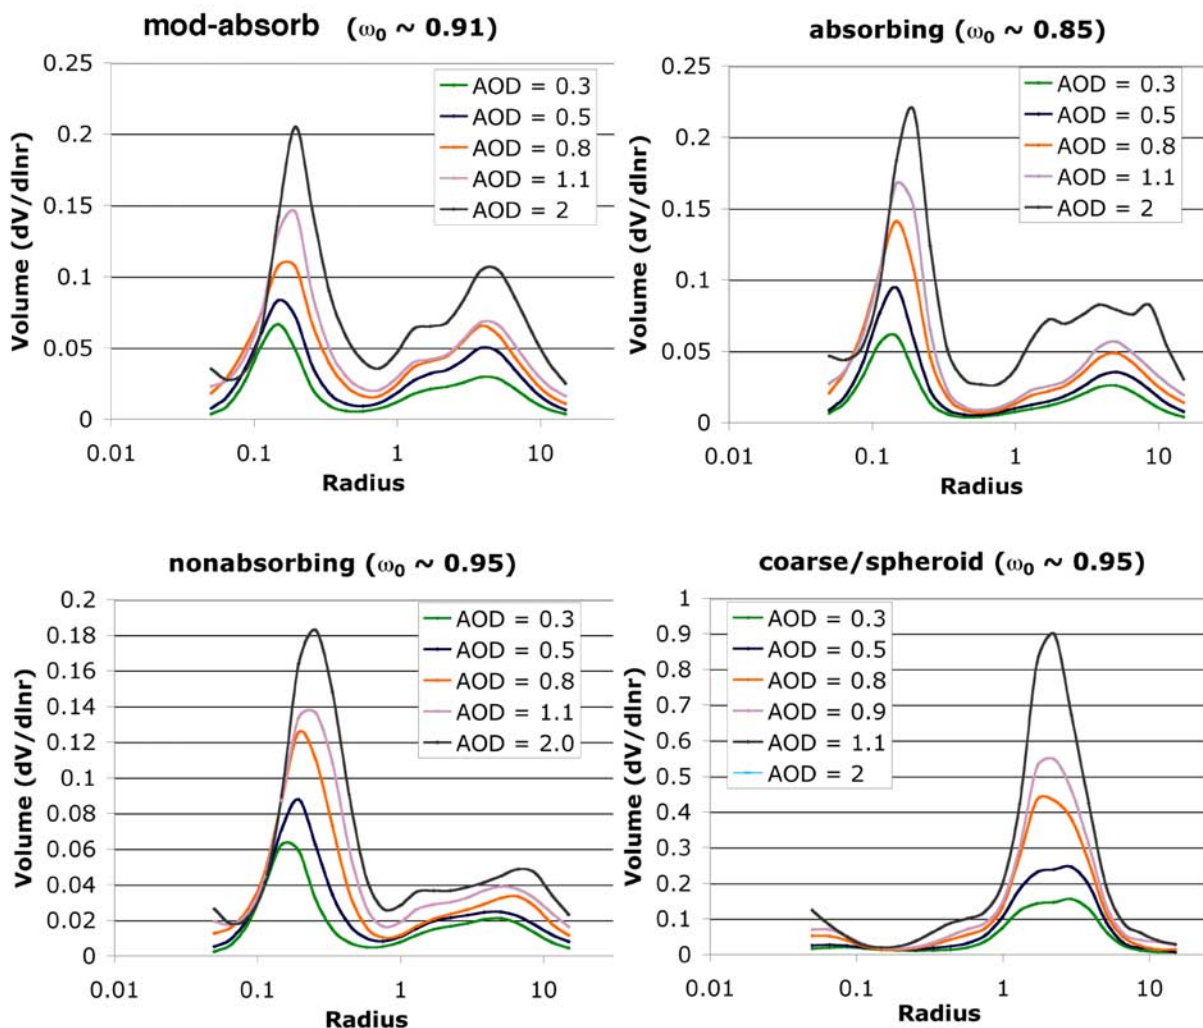 mod-absorb (ω₀ ~ 0.91)
0.25
0.2
0.15
0.1
0.05
0
Volume (dV/dlnr)
AOD = 0.3
AOD = 0.5
AOD = 0.8
AOD = 1.1
AOD = 2
0.01 0.1 1 10
Radius
absorbing (ω₀ ~ 0.85)
0.25
0.2
0.15
0.1
0.05
0
Volume (dV/dlnr)
AOD = 0.3
AOD = 0.5
AOD = 0.8
AOD = 1.1
AOD = 2
0.01 0.1 1 10
Radius
nonabsorbing (ω₀ ~ 0.95)
0.2
0.18
0.16
0.14
0.12
0.1
0.08
0.06
0.04
0.02
0
Volume (dV/dlnr)
AOD = 0.3
AOD = 0.5
AOD = 0.8
AOD = 1.1
AOD = 2.0
0.01 0.1 1 10
Radius
coarse/spheroid (ω₀ ~ 0.95)
1
0.9
0.8
0.7
0.6
0.5
0.4
0.3
0.2
0.1
0
Volume (dV/dlnr)
AOD = 0.3
AOD = 0.5
AOD = 0.8
AOD = 0.9
AOD = 1.1
AOD = 2
0.01 0.1 1 10
Radius